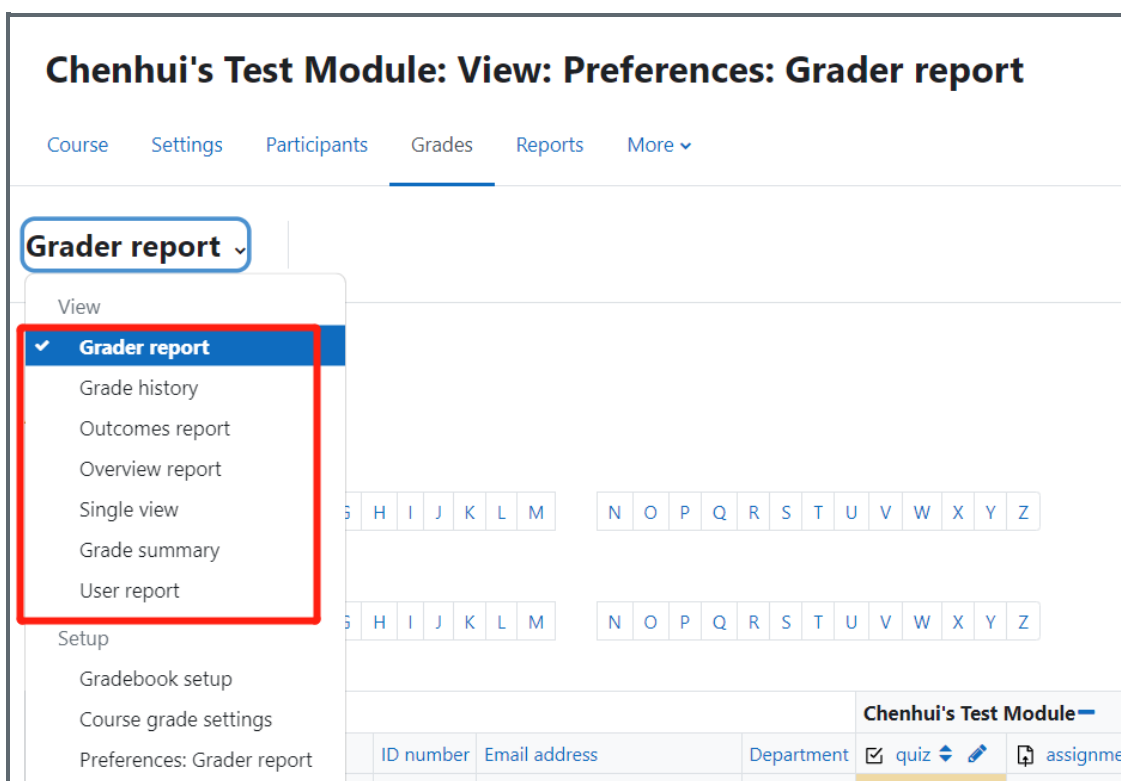 Chenhui's Test Module: View: Preferences: Grader report
Course Settings Participants Grades Reports More
Grader report
View
Grader report
Grade history
Outcomes report
Overview report
Single view
H I J K L M N O P Q R S T U V W X Y Z
Grade summary
User report
H I J K L M N O P Q R S T U V W X Y Z
Setup
Gradebook setup
Course grade settings
Chenhui's Test Module
Preferences: Grader report
ID number Email address Department quiz